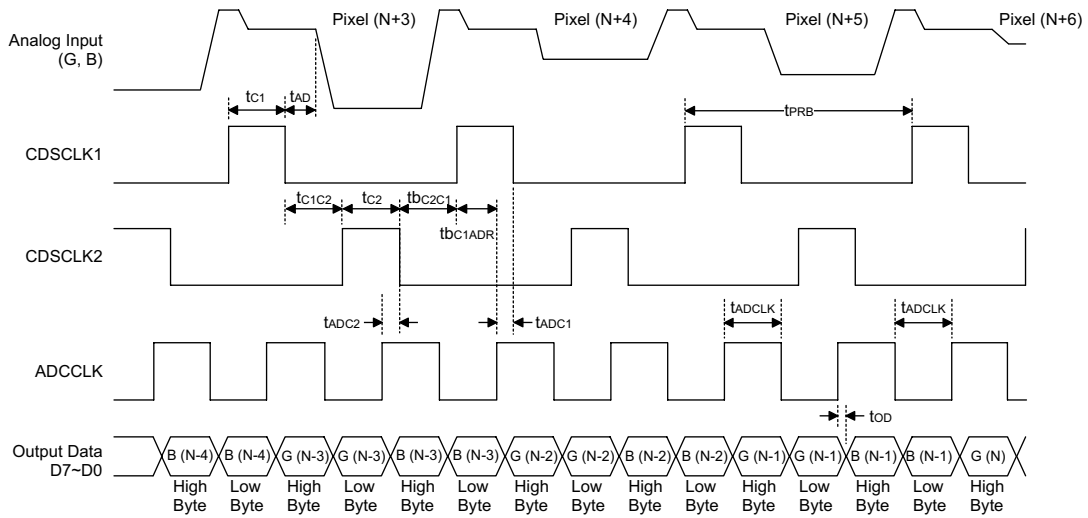 Pixel (N+3) Pixel (N+4) Pixel (N+5) Pixel (N+6)
Analog Input
(G, B)
tC1 tAD tPRB
CDSCLK1
tC1C2 tC2 tbC2C1
tbC1ADR
CDSCLK2
tADC2 tADC1 tADCLK tADCLK
ADCCLK
tOD
Output Data
D7~D0
B (N-4) B (N-4) G (N-3) G (N-3) B (N-3) B (N-3) G (N-2) G (N-2) B (N-2) B (N-2) G (N-1) G (N-1) B (N-1) B (N-1) G (N)
High Low High Low High Low High Low High Low High Low High Low High
Byte Byte Byte Byte Byte Byte Byte Byte Byte Byte Byte Byte Byte Byte Byte